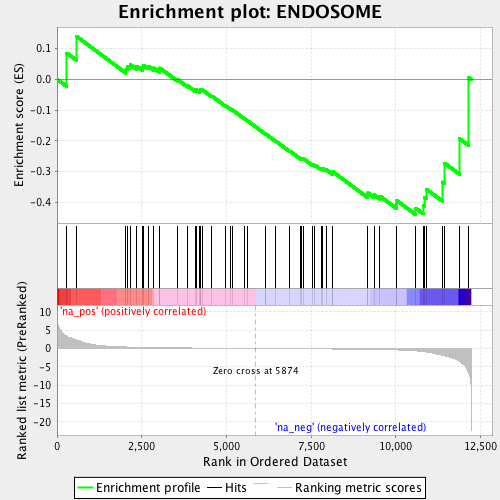 Enrichment plot: ENDOSOME
Enrichment score (ES)
0.1
0.0
-0.1
-0.2
-0.3
-0.4
'na_pos' (positively correlated)
Ranked list metric (PreRanked)
10
5
0
-5
-10
-15
-20
Zero cross at 5874
'na_neg' (negatively correlated)
0
2,500
5,000
7,500
10,000
12,500
Rank in Ordered Dataset
Enrichment profile
Hits
Ranking metric scores